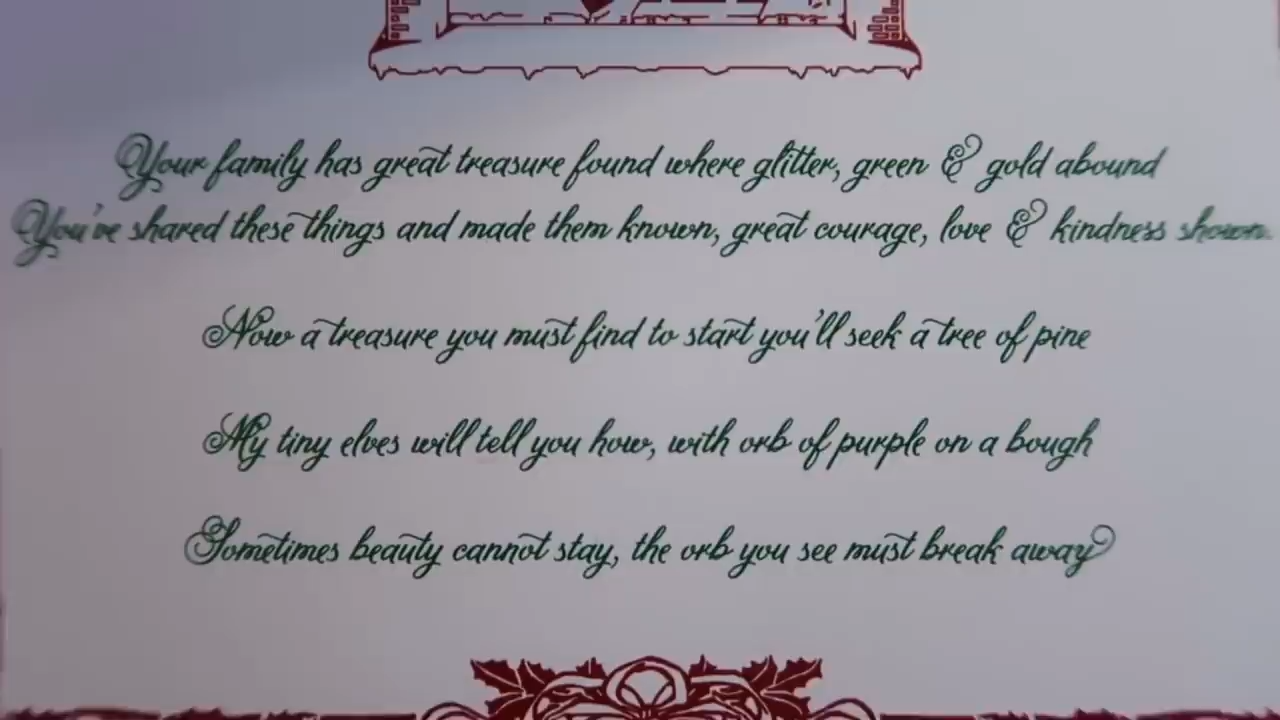 Your family has great treasure found where glitter, green & gold abound
You've shared these things and made them known, great courage, love & kindness shown.
Now a treasure you must find to start you'll seek a tree of pine
My tiny elves will tell you how, with orb of purple on a bough
Sometimes beauty cannot stay, the orb you see must break away